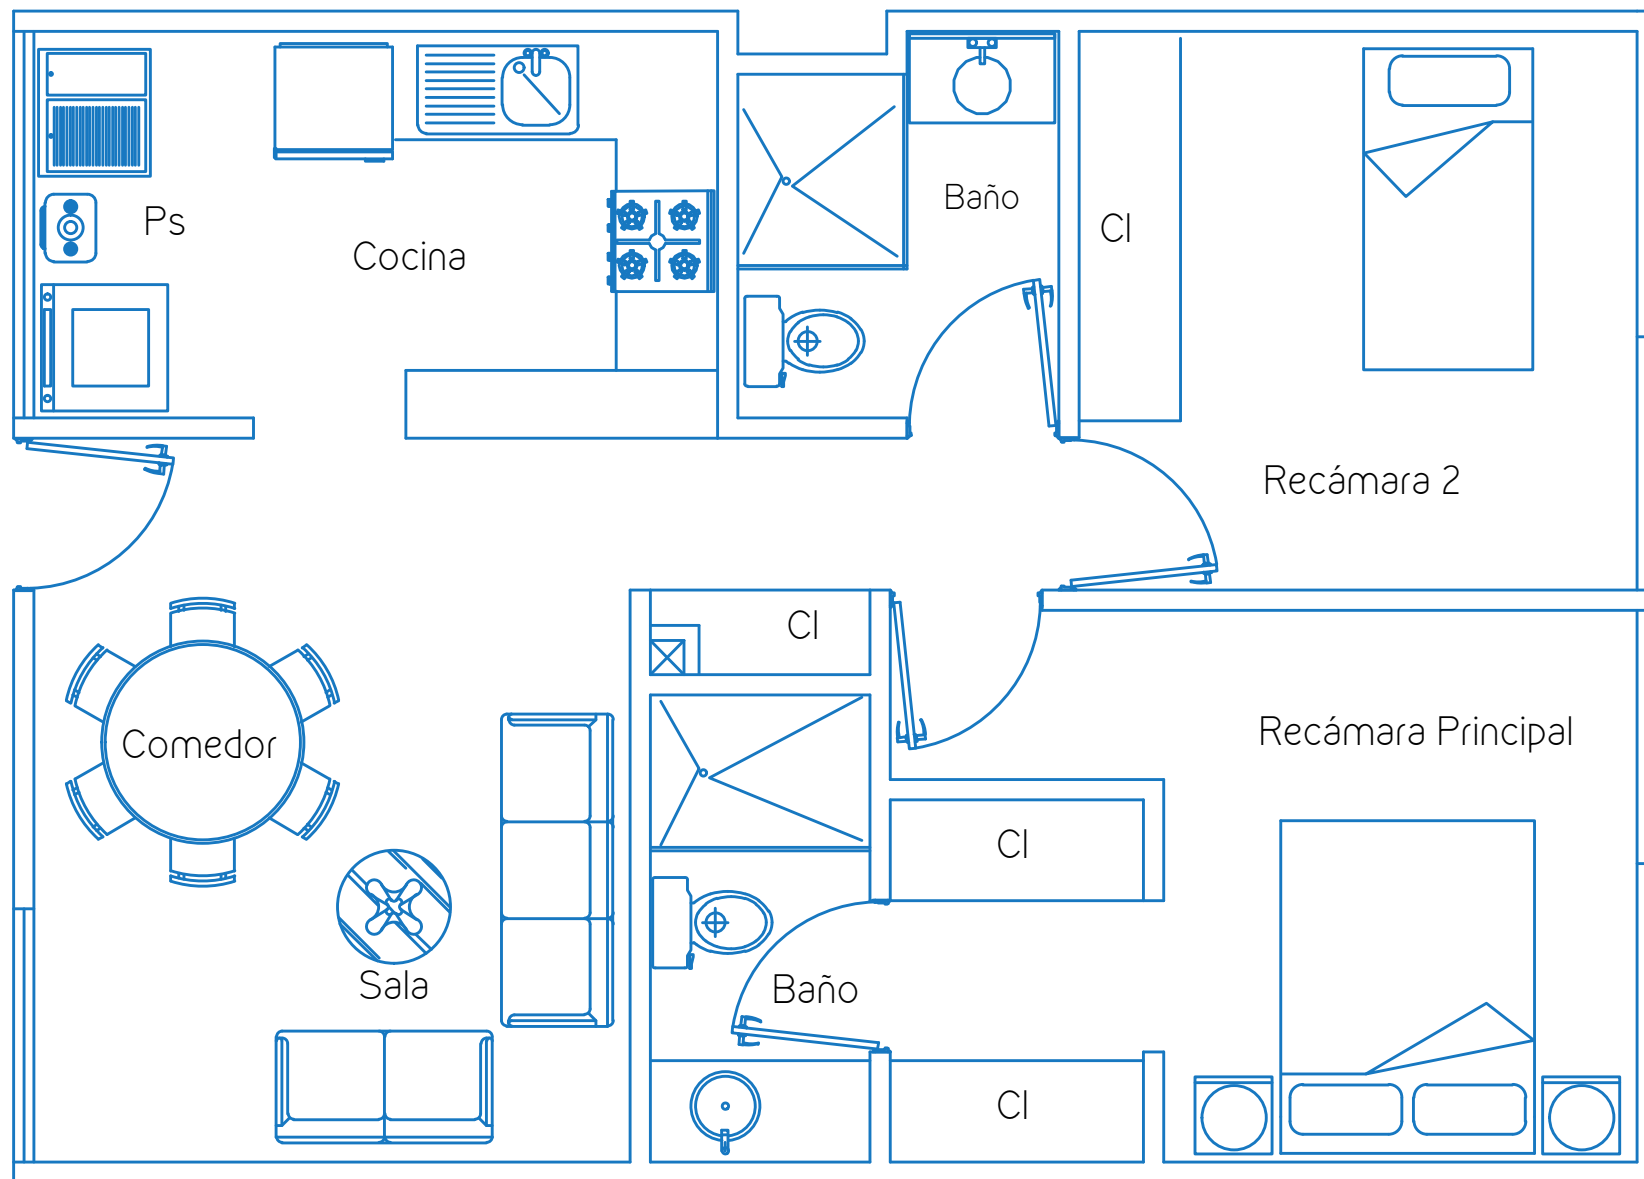 Ps
Cocina
Baño
Cl
Recámara 2
Cl
Comedor
Recámara Principal
Cl
Sala
Baño
Cl